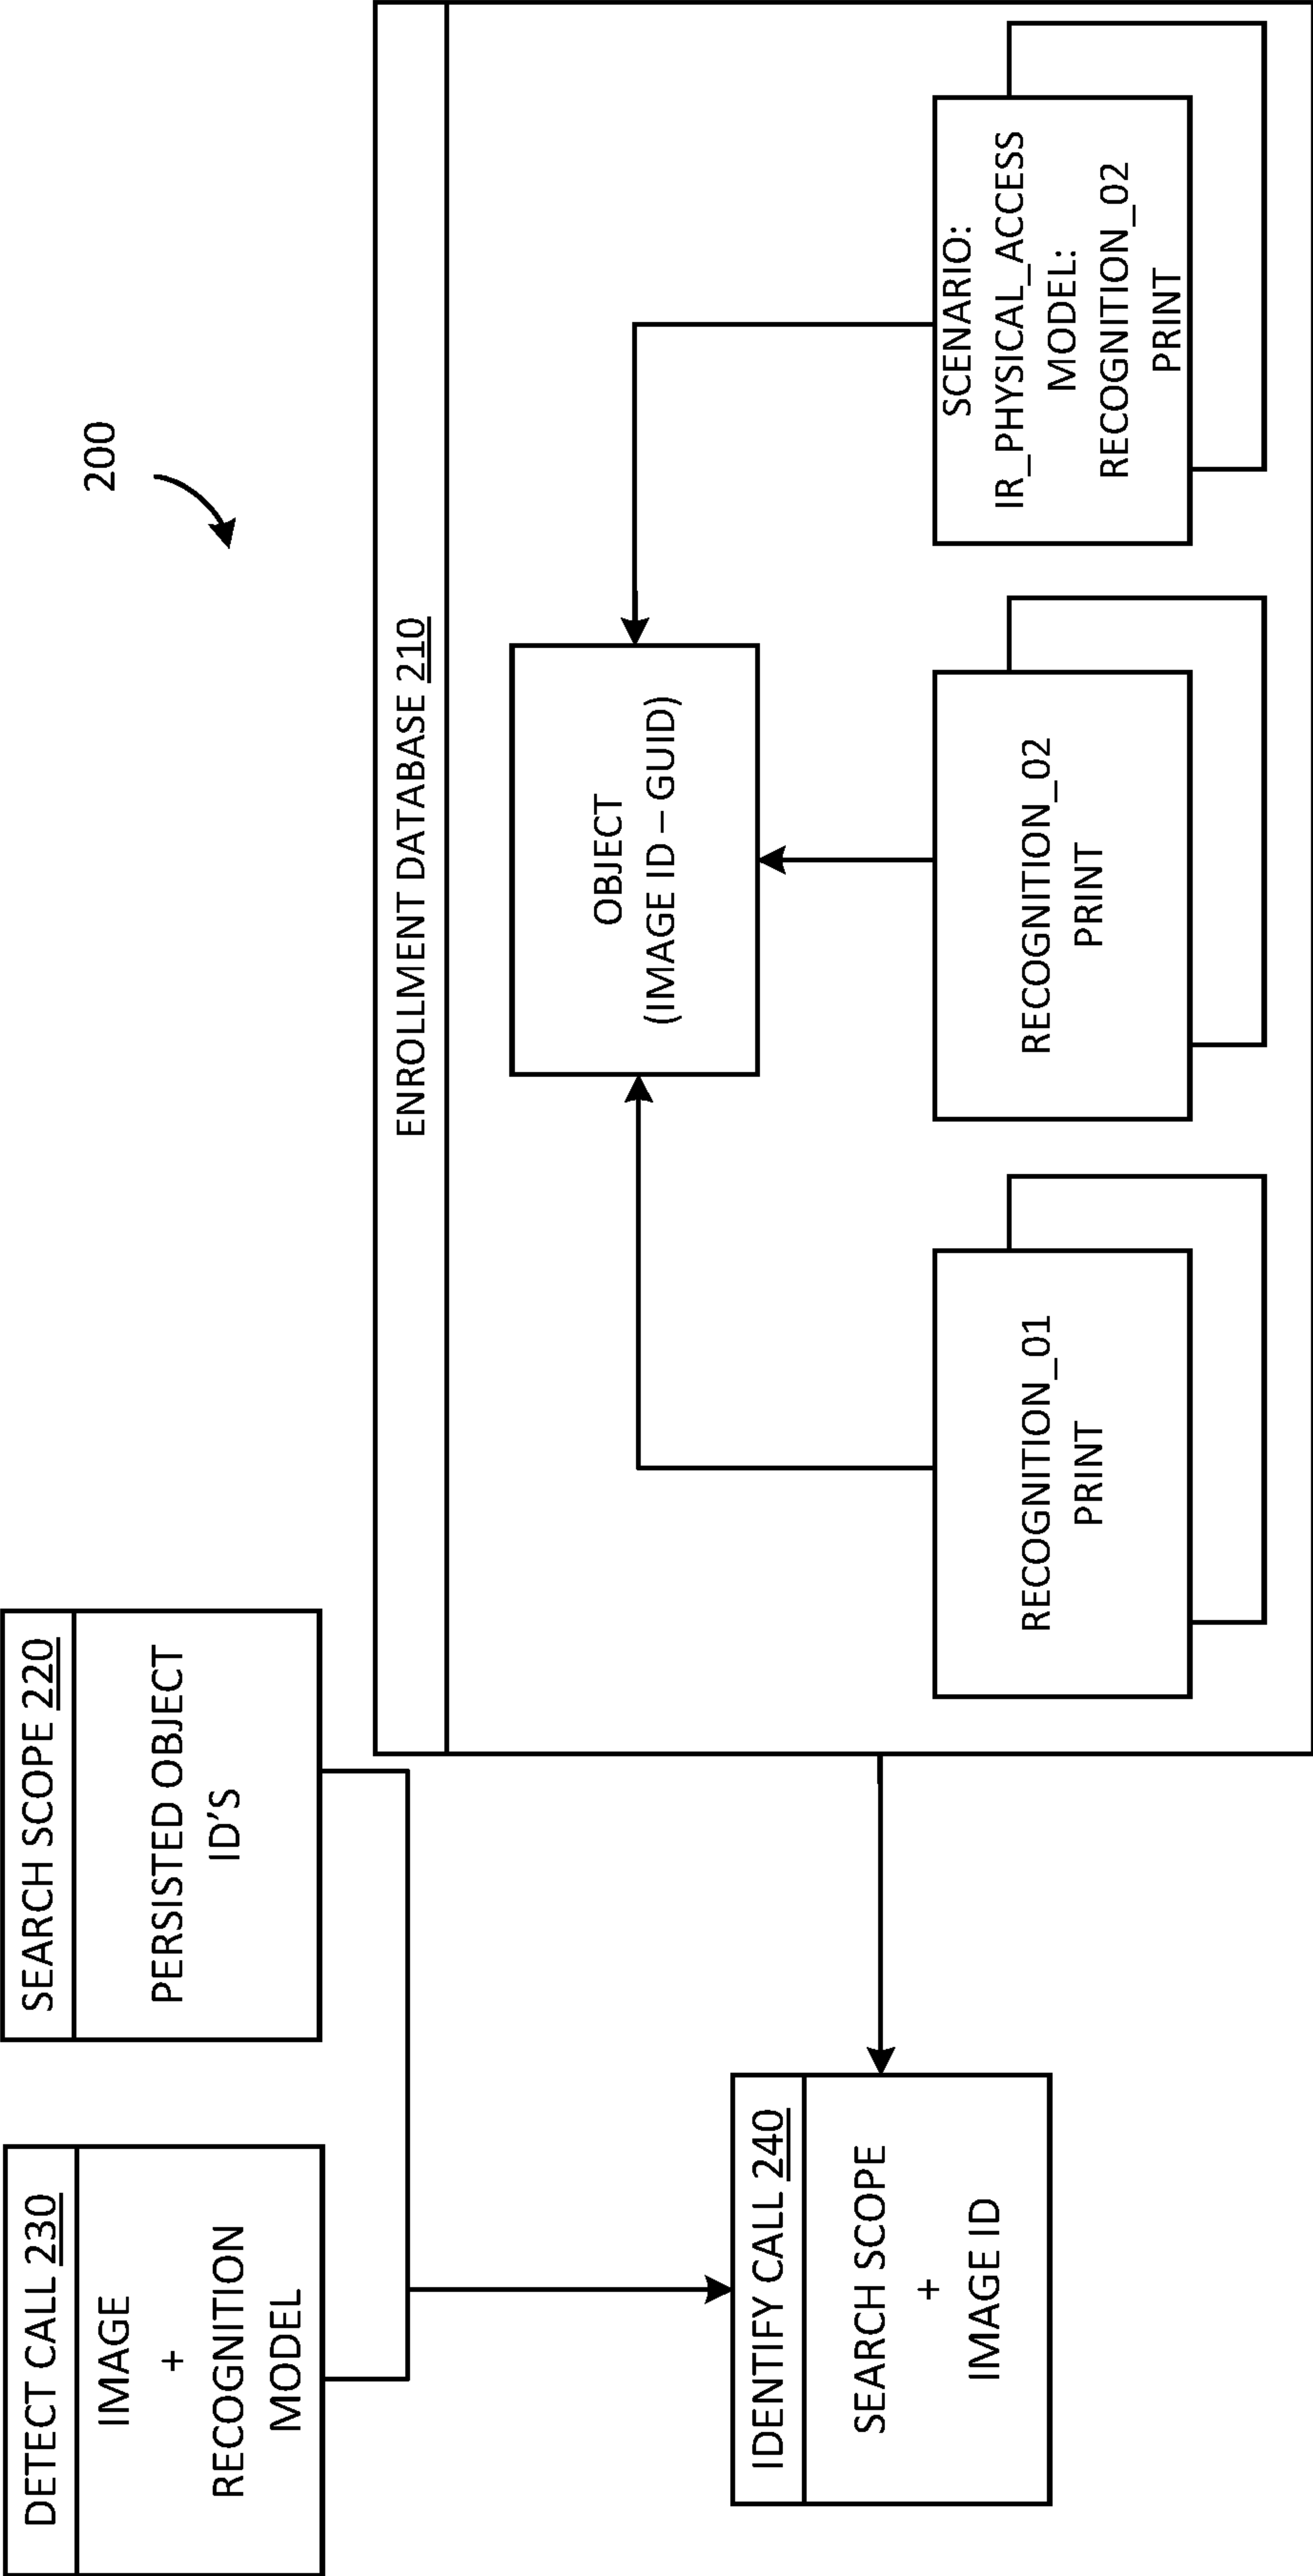 200
DETECT CALL 230
IMAGE
+
RECOGNITION
MODEL
SEARCH SCOPE 220
PERSISTED OBJECT
ID'S
ENROLLMENT DATABASE 210
OBJECT
(IMAGE ID – GUID)
IDENTIFY CALL 240
SEARCH SCOPE
+
IMAGE ID
RECOGNITION_01
PRINT
RECOGNITION_02
PRINT
SCENARIO:
IR_PHYSICAL_ACCESS
MODEL:
RECOGNITION_02
PRINT